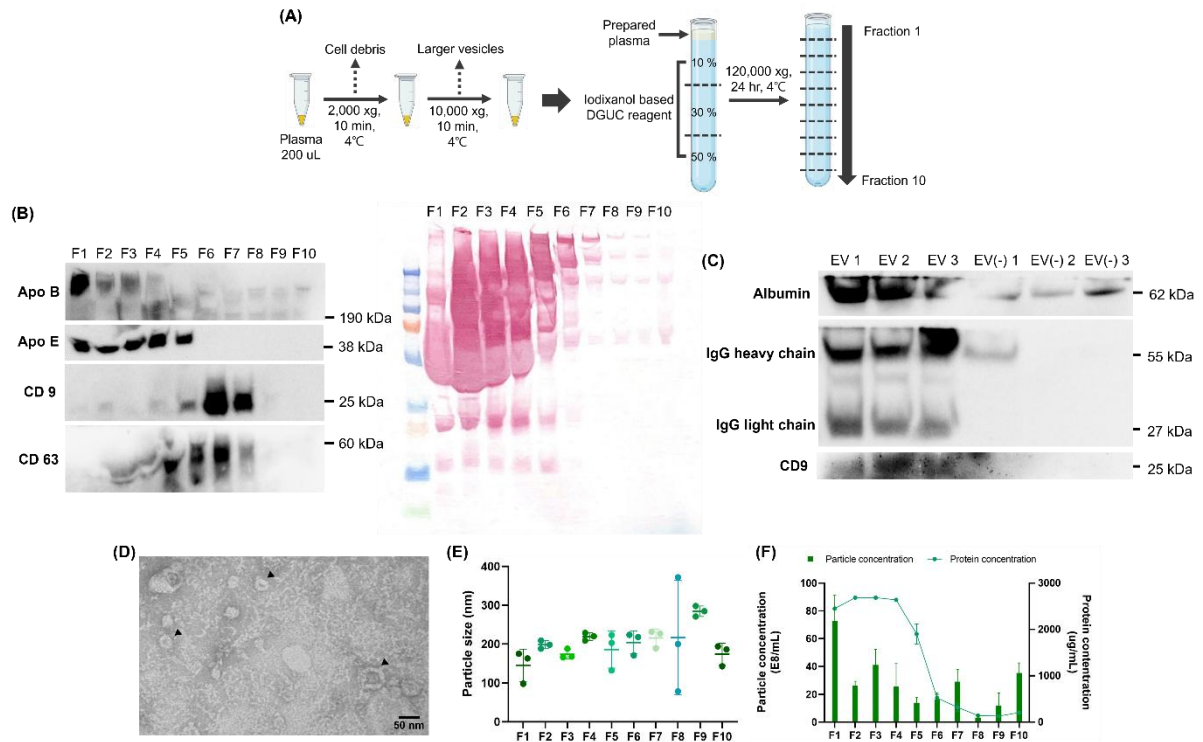 (A)
Cell debris
Larger vesicles
2,000 xg,
10 min,
4℃
10,000 xg,
10 min,
4℃
Plasma
200 uL
Prepared
plasma
10 %
30 %
50 %
Iodixanol based
DGUC reagent
120,000 xg,
24 hr, 4℃
Fraction 1
Fraction 10
(B)
F1 F2 F3 F4 F5 F6 F7 F8 F9 F10
Apo B
190 kDa
Apo E
38 kDa
CD 9
25 kDa
CD 63
60 kDa
F1 F2 F3 F4 F5 F6 F7 F8 F9 F10
(C)
EV 1 EV 2 EV 3 EV(-) 1 EV(-) 2 EV(-) 3
Albumin
62 kDa
IgG heavy chain
55 kDa
IgG light chain
27 kDa
CD9
25 kDa
(D)
50 nm
(E)
Particle size (nm)
400
300
200
100
0
F1 F2 F3 F4 F5 F6 F7 F8 F9 F10
(F)
Particle concentration
Protein concentration
Particle concentration
(E8/mL)
100
80
60
40
20
0
3000
2000
1000
0
Protein concentration
(ug/mL)
F1 F2 F3 F4 F5 F6 F7 F8 F9 F10